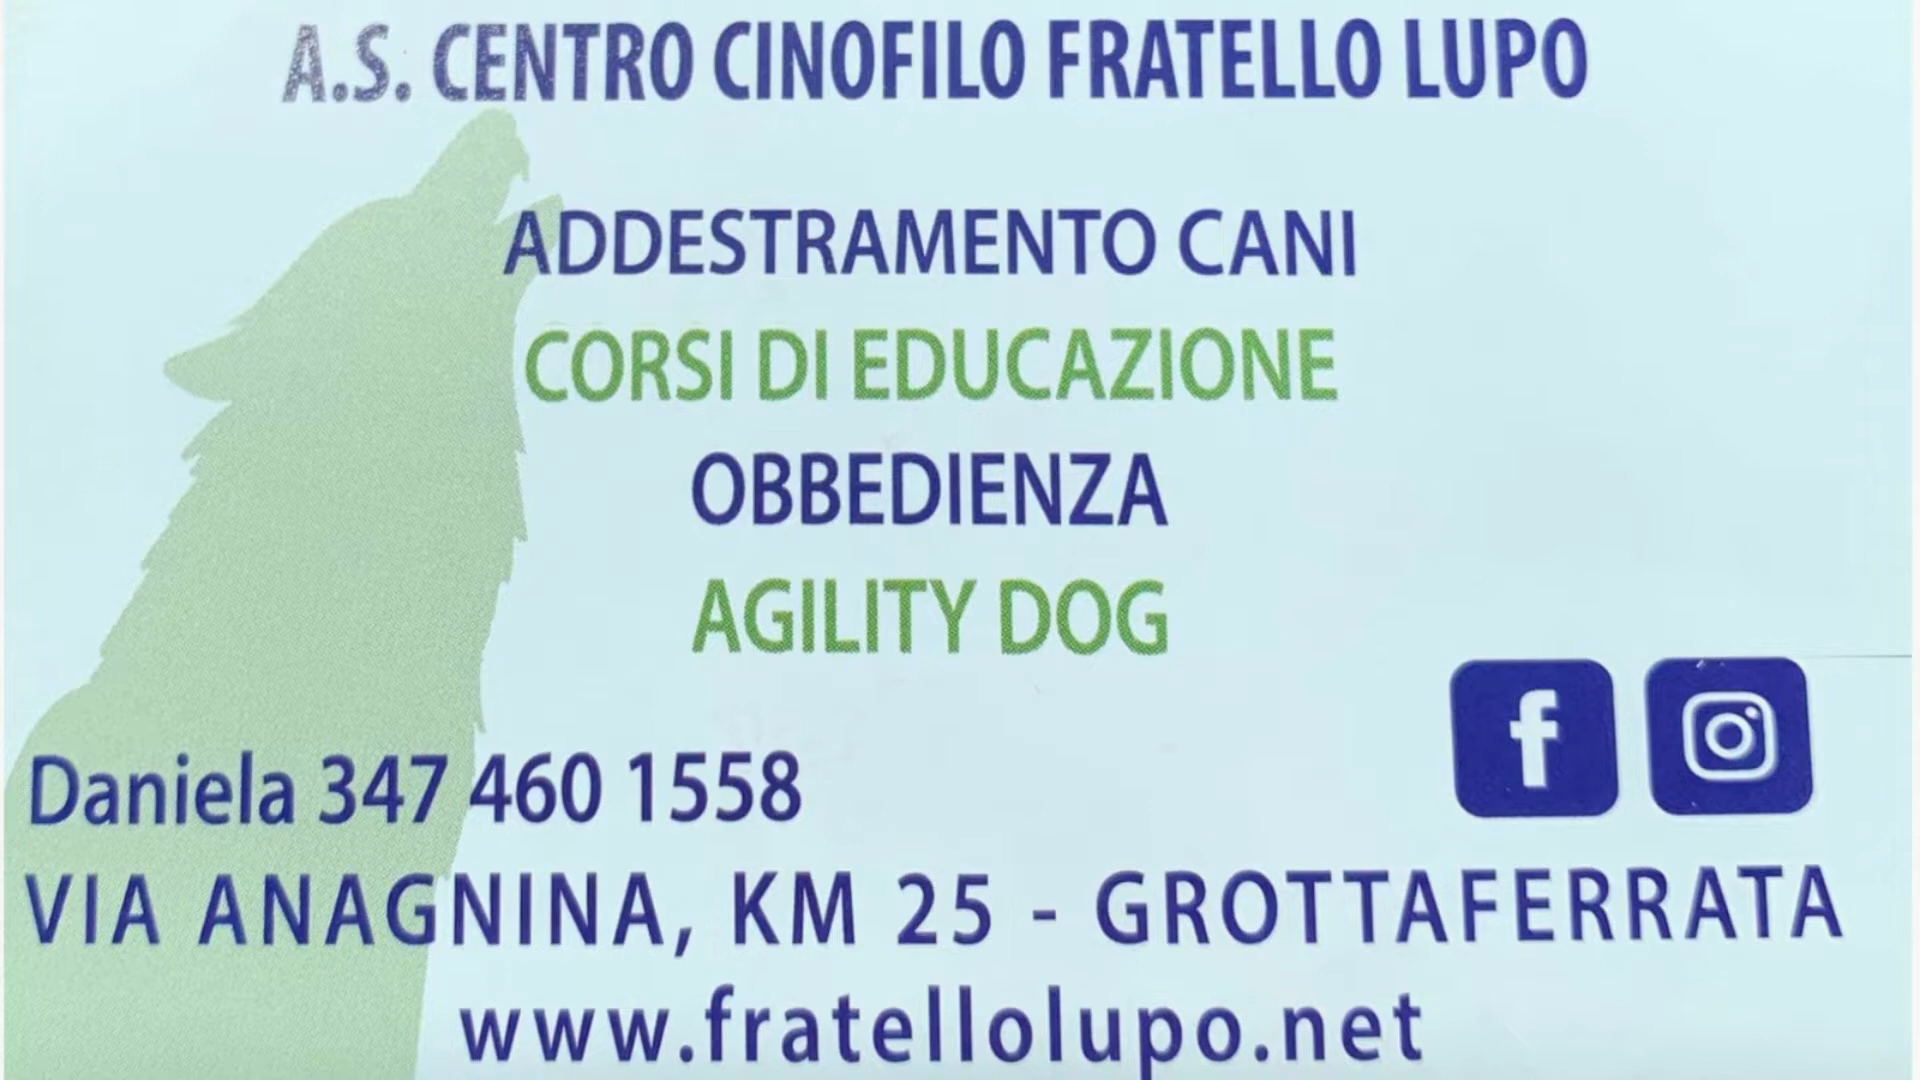 A.S. CENTRO CINOFILO FRATELLO LUPO
ADDESTRAMENTO CANI
CORSI DI EDUCAZIONE
OBBEDIENZA
AGILITY DOG
Daniela 347 460 1558
VIA ANAGNINA, KM 25 - GROTTAFERRATA
www.fratellolupo.net